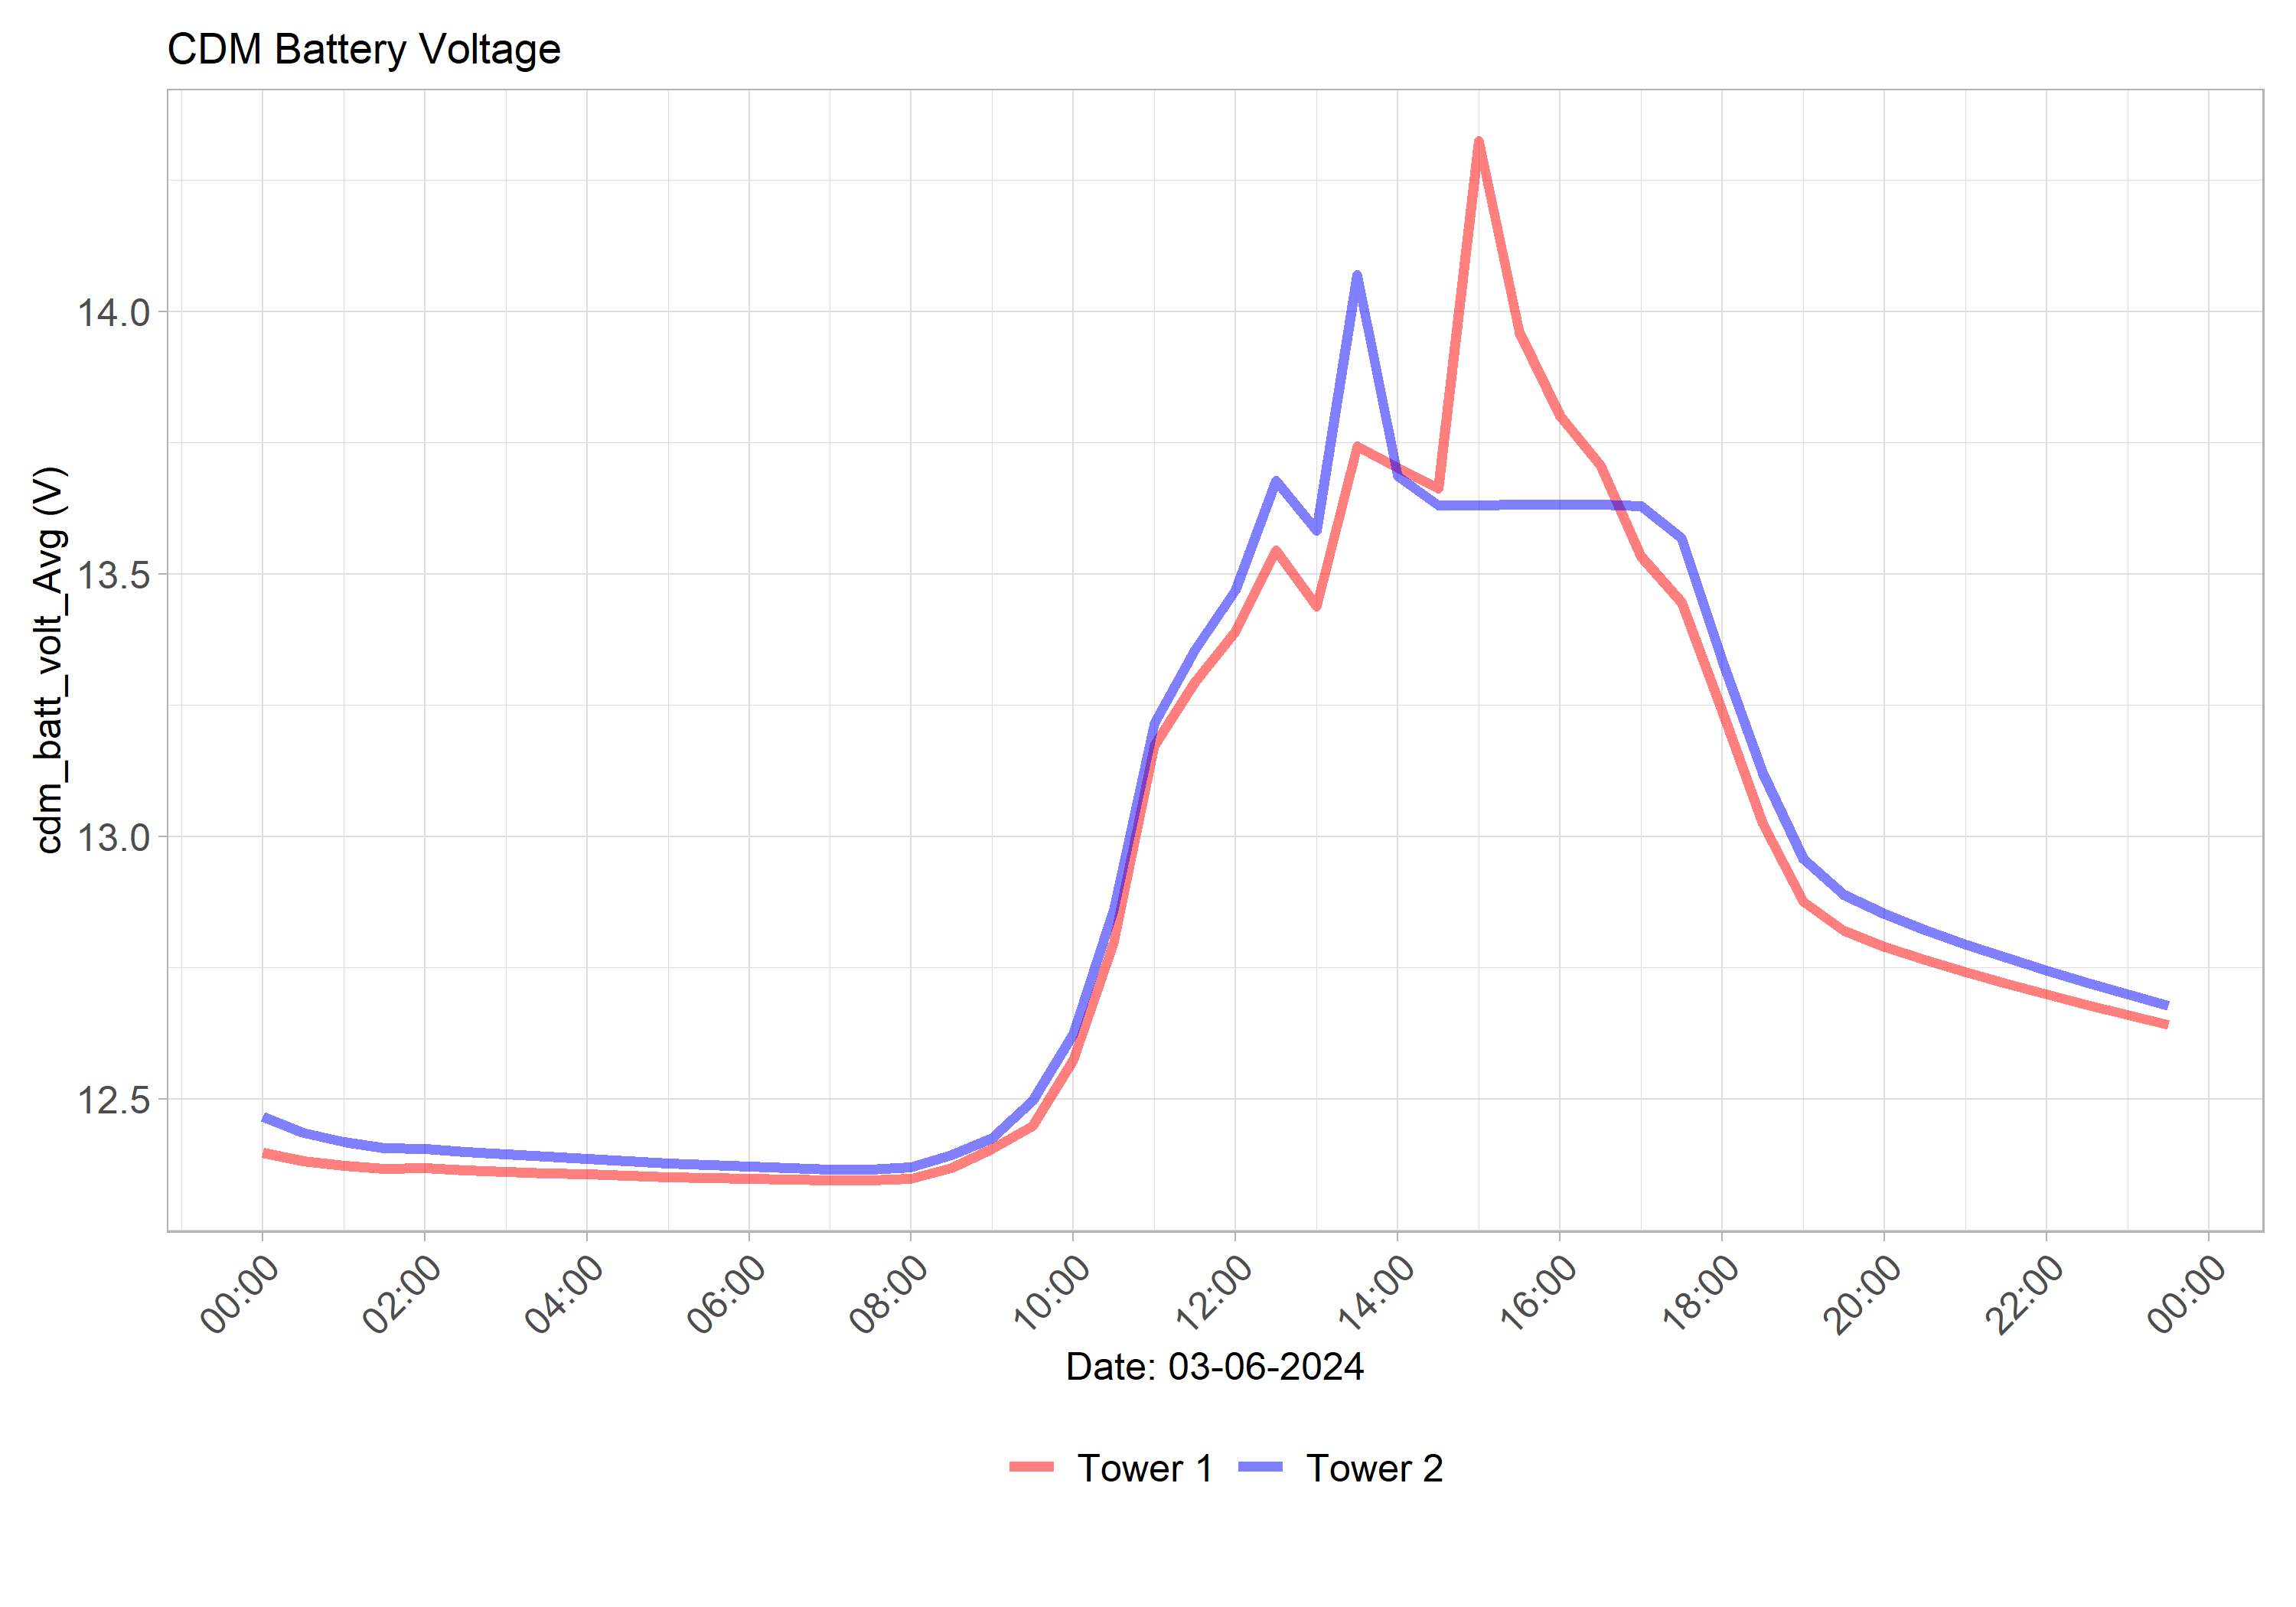 CDM Battery Voltage
cdm_batt_volt_Avg (V)
14.0
13.5
13.0
12.5
00:00 02:00 04:00 06:00 08:00 10:00 12:00 14:00 16:00 18:00 20:00 22:00 00:00
Date: 03-06-2024
Tower 1 Tower 2